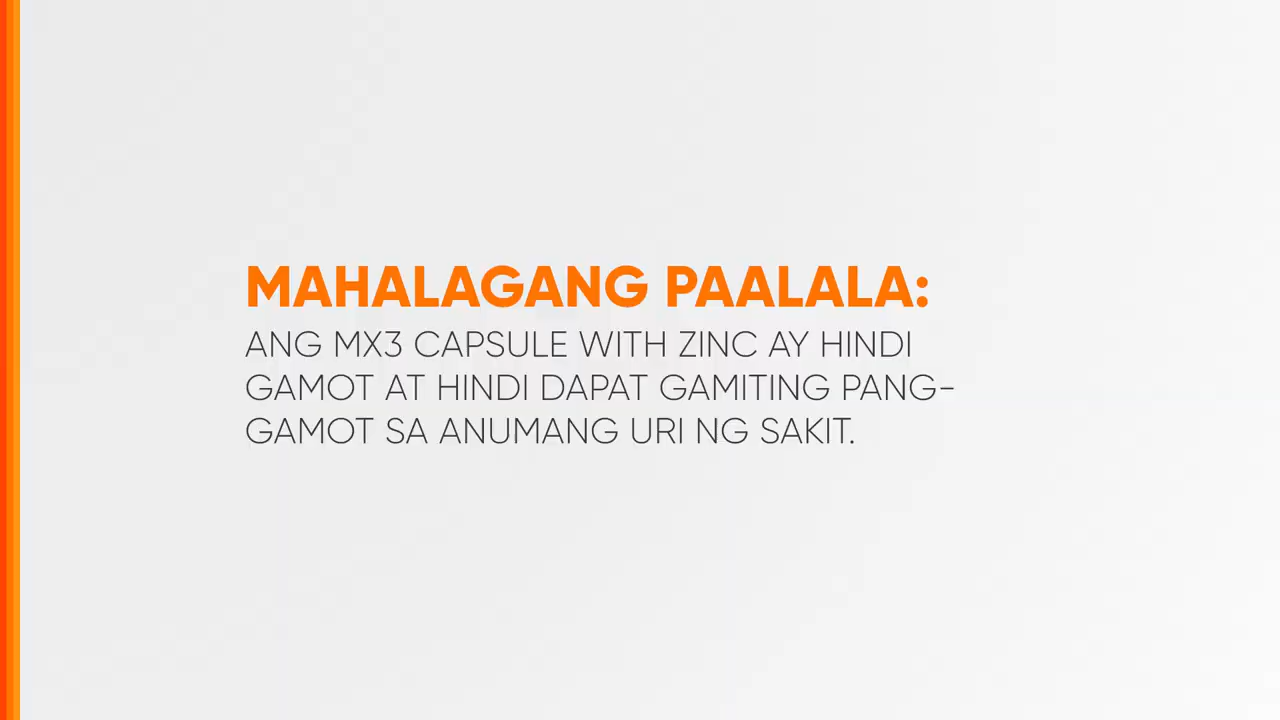 MAHALAGANG PAALALA:
ANG MX3 CAPSULE WITH ZINC AY HINDI
GAMOT AT HINDI DAPAT GAMITING PANG-
GAMOT SA ANUMANG URI NG SAKIT.